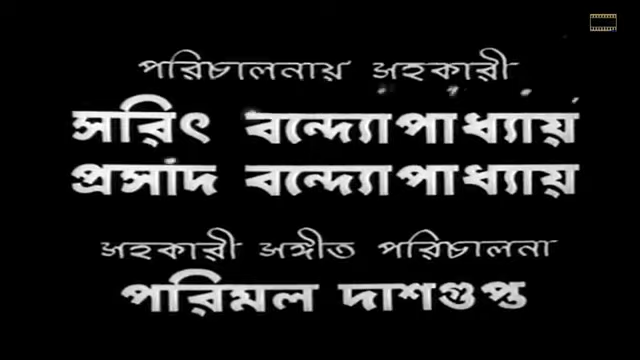 পরিচালনায় সহকারী
সরিৎ বন্দ্যোপাধ্যায়
প্রসাদ বন্দ্যোপাধ্যায়
সহকারী সঙ্গীত পরিচালনা
পরিমল দাশগুপ্ত